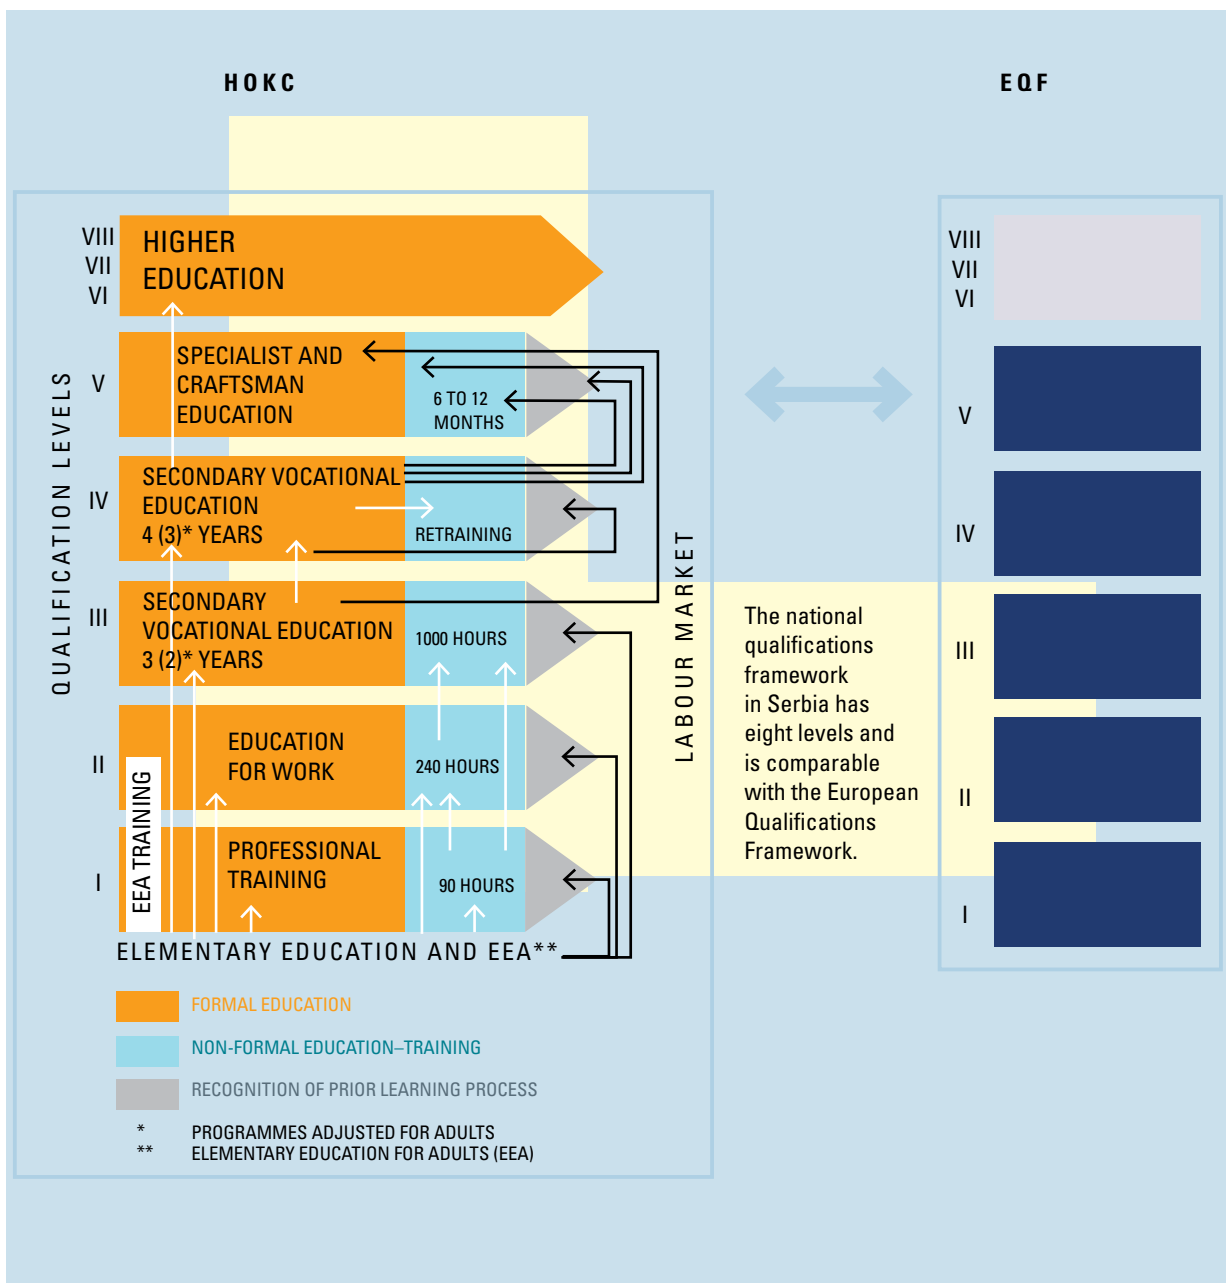 HOKC
EQF
QUALIFICATION LEVELS
VIII
VII
VI
HIGHER
EDUCATION
V
SPECIALIST AND
CRAFTSMAN
EDUCATION
6 TO 12
MONTHS
IV
SECONDARY VOCATIONAL
EDUCATION
4 (3)* YEARS
RETRAINING
III
SECONDARY
VOCATIONAL EDUCATION
3 (2)* YEARS
1000 HOURS
II
EDUCATION
FOR WORK
240 HOURS
EEA TRAINING
I
PROFESSIONAL
TRAINING
90 HOURS
ELEMENTARY EDUCATION AND EEA**
LABOUR MARKET
The national
qualifications
framework
in Serbia has
eight levels and
is comparable
with the European
Qualifications
Framework.
VIII
VII
VI
V
IV
III
II
I
FORMAL EDUCATION
NON-FORMAL EDUCATION–TRAINING
RECOGNITION OF PRIOR LEARNING PROCESS
* PROGRAMMES ADJUSTED FOR ADULTS
** ELEMENTARY EDUCATION FOR ADULTS (EEA)